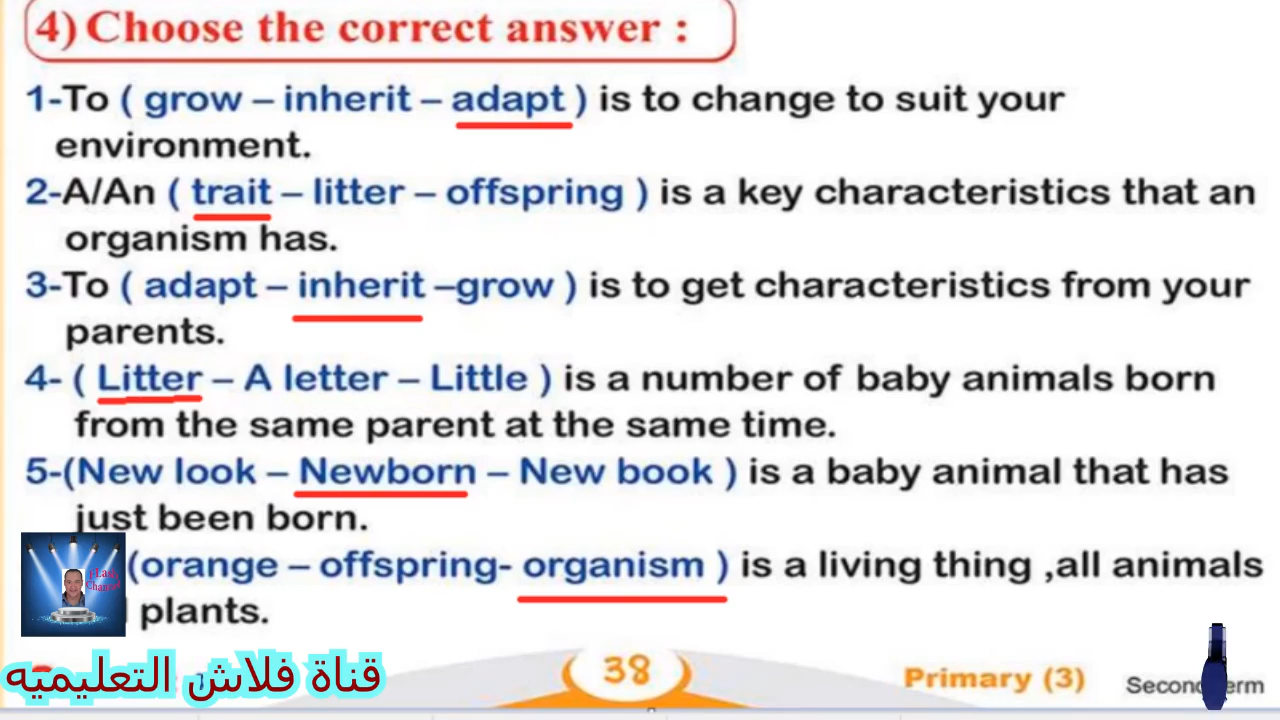 4) Choose the correct answer :
1-To ( grow – inherit – adapt ) is to change to suit your
environment.
2-A/An ( trait – litter – offspring ) is a key characteristics that an
organism has.
3-To ( adapt – inherit –grow ) is to get characteristics from your
parents.
4- ( Litter – A letter – Little ) is a number of baby animals born
from the same parent at the same time.
5-(New look – Newborn – New book ) is a baby animal that has
just been born.
(orange – offspring- organism ) is a living thing ,all animals
plants.
FLash Channel
قناة فلاش التعليميه
38
Primary (3)